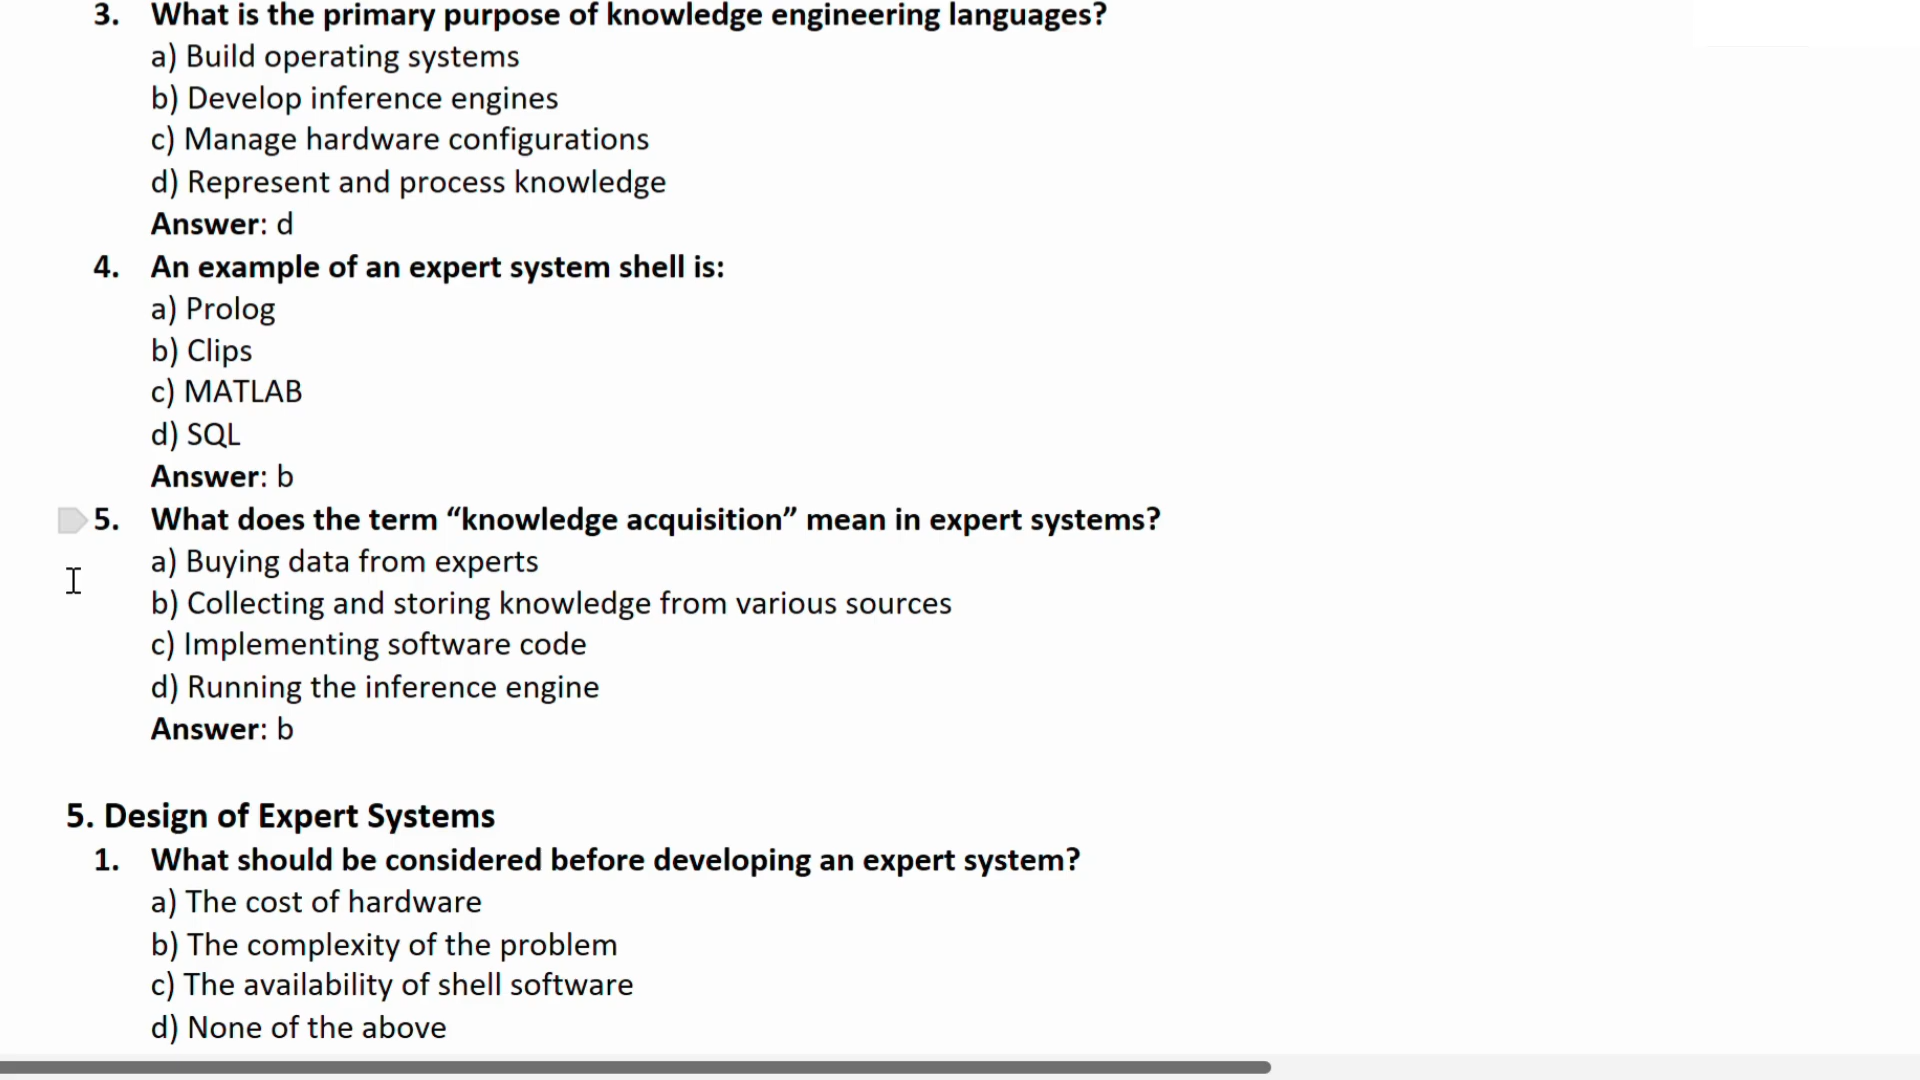 3. What is the primary purpose of knowledge engineering languages?
a) Build operating systems
b) Develop inference engines
c) Manage hardware configurations
d) Represent and process knowledge
Answer: d
4. An example of an expert system shell is:
a) Prolog
b) Clips
c) MATLAB
d) SQL
Answer: b
5. What does the term “knowledge acquisition” mean in expert systems?
a) Buying data from experts
b) Collecting and storing knowledge from various sources
c) Implementing software code
d) Running the inference engine
Answer: b
5. Design of Expert Systems
1. What should be considered before developing an expert system?
a) The cost of hardware
b) The complexity of the problem
c) The availability of shell software
d) None of the above